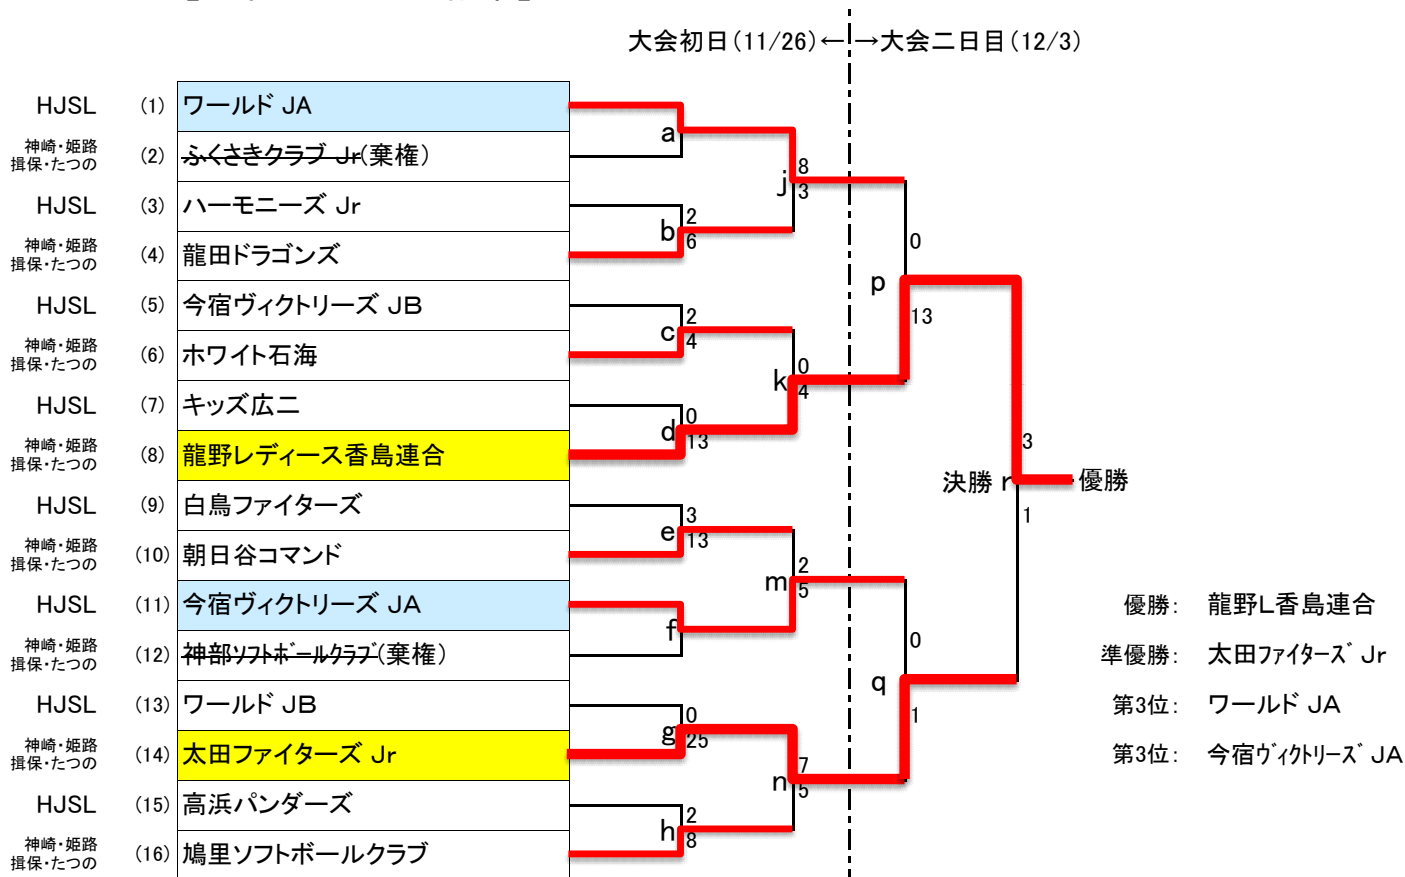 大会初日(11/26)←→大会二日目(12/3)
HJSL (1) ワールド JA
神崎・姫路
揖保・たつの (2) ふくさきクラブ Jr(棄権)
HJSL (3) ハーモニーズ Jr
神崎・姫路
揖保・たつの (4) 龍田ドラゴンズ
HJSL (5) 今宿ヴィクトリーズ JB
神崎・姫路
揖保・たつの (6) ホワイト石海
HJSL (7) キッズ広二
神崎・姫路
揖保・たつの (8) 龍野レディース香島連合
HJSL (9) 白鳥ファイターズ
神崎・姫路
揖保・たつの (10) 朝日谷コマンド
HJSL (11) 今宿ヴィクトリーズ JA
神崎・姫路
揖保・たつの (12) 神部ソフトボールクラブ(棄権)
HJSL (13) ワールド JB
神崎・姫路
揖保・たつの (14) 太田ファイターズ Jr
HJSL (15) 高浜パンダーズ
神崎・姫路
揖保・たつの (16) 鳩里ソフトボールクラブ
a
b 2
6
c 2
4
d 0
13
e 3
13
f
g 0
25
h 2
8
j 8
3
k 0
4
m 2
5
n 7
5
p 0
13
q 0
1
決勝 r 3
1
優勝
優勝: 龍野L香島連合
準優勝: 太田ファイターズ Jr
第3位: ワールド JA
第3位: 今宿ヴィクトリーズ JA